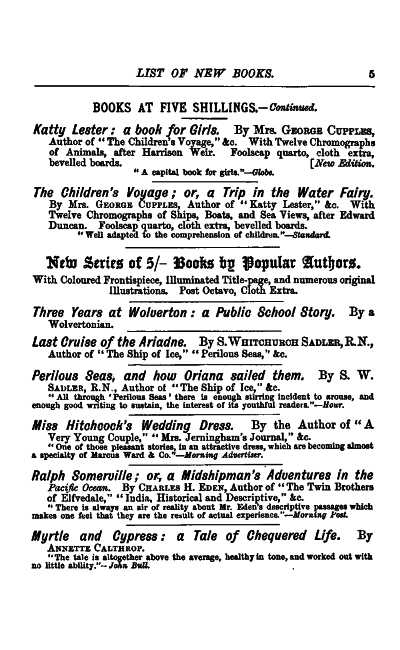 LIST OF NEW BOOKS. 5
BOOKS AT FIVE SHILLINGS.—Continued.
Katty Lester; a book for Girls. By Mrs. GEORGE CUPPLES,
Author of "The Children's Voyage," &c. With Twelve Chromographs
of Animals, after Harrison Weir. Foolscap quarto, cloth extra,
bevelled boards. [New Edition.
"A capital book for girls."—Globe.
The Children's Voyage; or, a Trip in the Water Fairy.
By Mrs. GEORGE CUPPLES, Author of "Katty Lester," &c. With
Twelve Chromographs of Ships, Boats, and Sea Views, after Edward
Duncan. Foolscap quarto, cloth extra, bevelled boards.
"Well adapted to the comprehension of children."—Standard.
New Series of 5/- Books by Popular Authors.
With Coloured Frontispiece, Illuminated Title-page, and numerous original
Illustrations. Post Octavo, Cloth Extra.
Three Years at Wolverton: a Public School Story. By a
Wolvertonian.
Last Cruise of the Ariadne. By S. WHITCHURCH SADLER, R.N.,
Author of "The Ship of Ice," "Perilous Seas," &c.
Perilous Seas, and how Oriana sailed them. By S. W.
SADLER, R.N., Author of "The Ship of Ice," &c.
"All through 'Perilous Seas' there is enough stirring incident to arouse, and
enough good writing to sustain, the interest of its youthful readers."—Hour.
Miss Hitchcock's Wedding Dress. By the Author of "A
Very Young Couple," "Mrs. Jerningham's Journal," &c.
"One of those pleasant stories, in an attractive dress, which are becoming almost
a specialty of Marcus Ward & Co."—Morning Advertiser.
Ralph Somerville; or, a Midshipman's Adventures in the
Pacific Ocean. By CHARLES H. EDEN, Author of "The Twin Brothers
of Elfvedale," "India, Historical and Descriptive," &c.
"There is always an air of reality about Mr. Eden's descriptive passages which
makes one feel that they are the result of actual experience."—Morning Post.
Myrtle and Cypress: a Tale of Chequered Life. By
ANNETTE CALTHROP.
"The tale is altogether above the average, healthy in tone, and worked out with
no little ability."—John Bull.